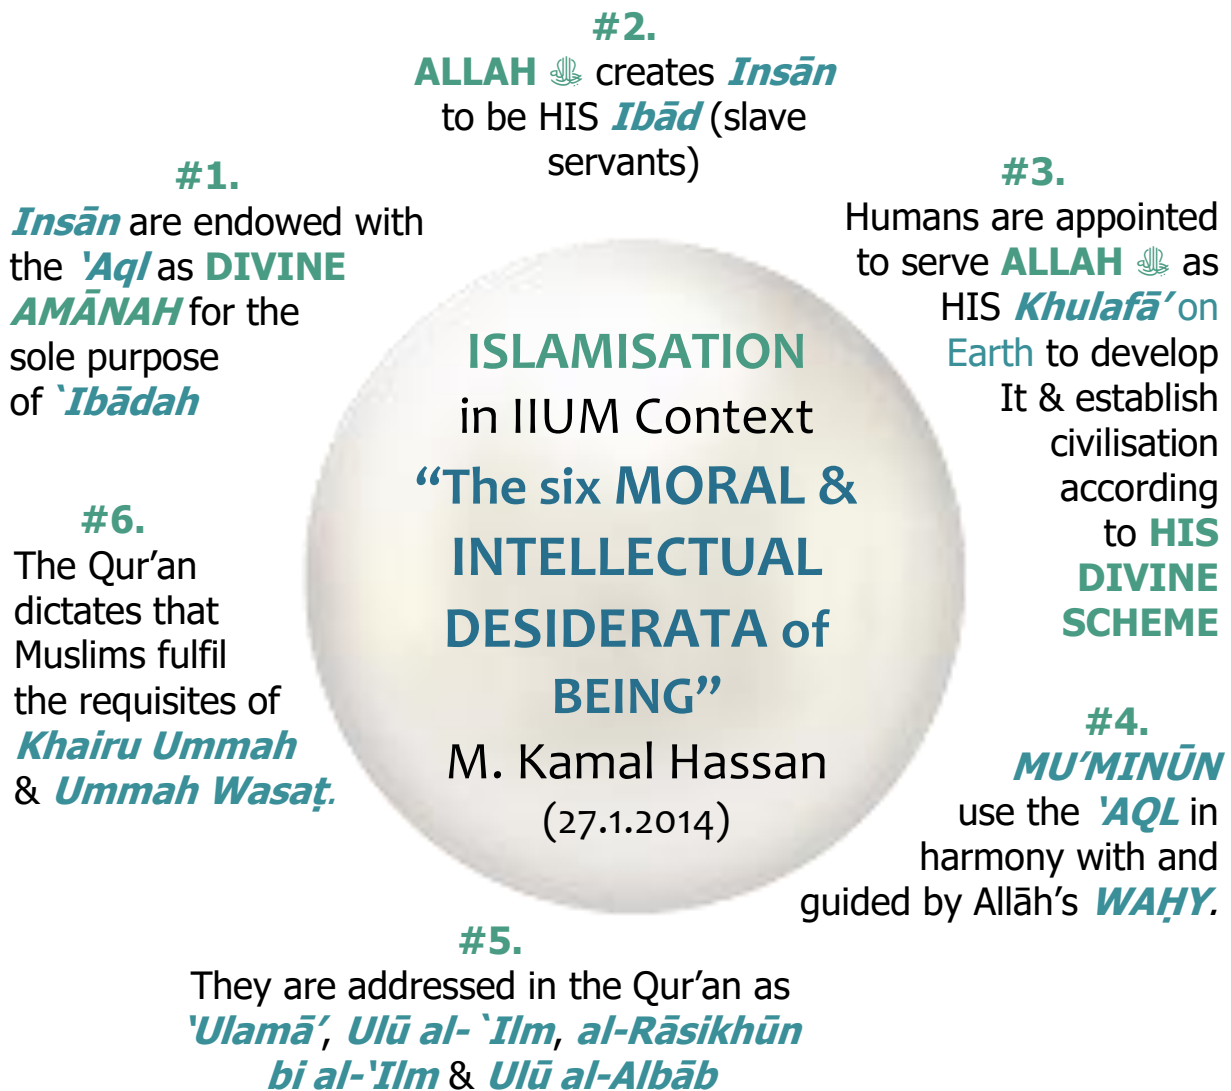 #1.
Insān are endowed with
the ‘Aql as DIVINE
AMĀNAH for the
sole purpose
of `Ibādah
#2.
ALLAH ﷻ creates Insān
to be HIS Ibād (slave
servants)
#3.
Humans are appointed
to serve ALLAH ﷻ as
HIS Khulafā’ on
Earth to develop
It & establish
civilisation
according
to HIS
DIVINE
SCHEME
#4.
MU’MINŪN
use the ‘AQL in
harmony with and
guided by Allāh’s WAḤY.
#5.
They are addressed in the Qur’an as
‘Ulamā’, Ulū al-`Ilm, al-Rāsikhūn
bi al-‘Ilm & Ulū al-Albāb
#6.
The Qur’an
dictates that
Muslims fulfil
the requisites of
Khairu Ummah
& Ummah Wasaṭ.
ISLAMISATION
in IIUM Context
“The six MORAL &
INTELLECTUAL
DESIDERATA of
BEING”
M. Kamal Hassan
(27.1.2014)